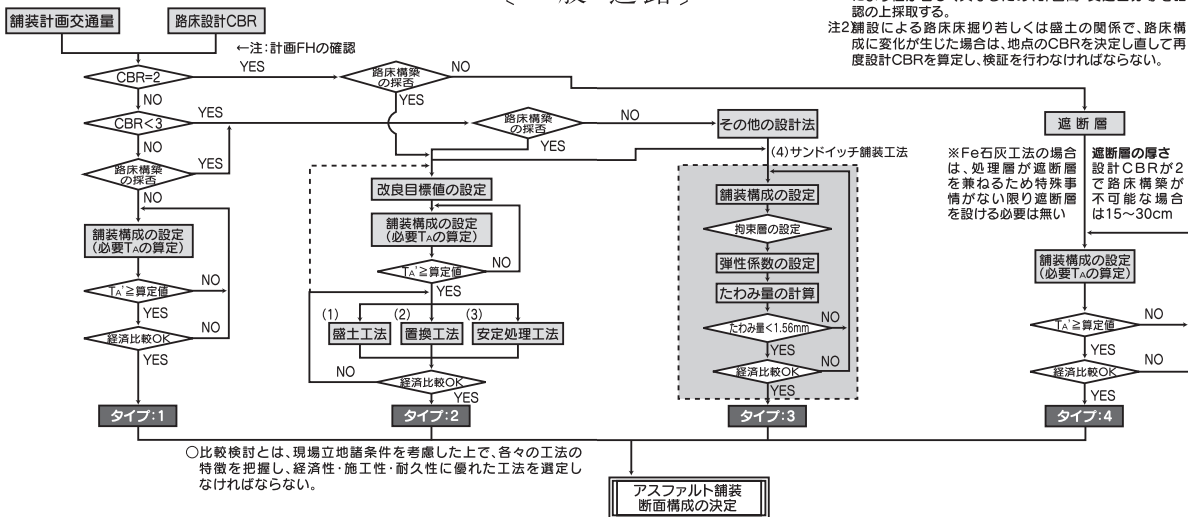 〔一般道路〕
認の上採取する。
注2)舗設による路床床掘り若しくは盛土の関係で、路床構
成に変化が生じた場合は、地点のCBRを決定し直して再
度設計CBRを算定し、検証を行わなければならない。
舗装計画交通量
路床設計CBR
←注:計画FHの確認
CBR=2
YES
路床構築
の採否
NO
NO
YES
CBR<3
YES
路床構築
の採否
NO
その他の設計法
遮断層
NO
YES
(4)サンドイッチ舗装工法
路床構築
の採否
YES
NO
※Fe石灰工法の場合
は、処理層が遮断層
を兼ねるため特殊事
情がない限り遮断層
を設ける必要は無い
遮断層の厚さ
設計CBRが2
で路床構築が
不可能な場合
は15〜30cm
改良目標値の設定
舗装構成の設定
舗装構成の設定
(必要TAの算定)
舗装構成の設定
(必要TAの算定)
拘束層の設定
弾性係数の設定
舗装構成の設定
(必要TAの算定)
TA'≧算定値
NO
TA'≧算定値
NO
たわみ量の計算
YES
YES
(1)
盛土工法
(2)
置換工法
(3)
安定処理工法
たわみ量<1.56mm
NO
TA'≧算定値
NO
経済比較OK
NO
YES
YES
YES
NO
経済比較OK
YES
経済比較OK
NO
YES
経済比較OK
NO
YES
タイプ:1
タイプ:2
タイプ:3
タイプ:4
○比較検討とは、現場立地諸条件を考慮した上で、各々の工法の
特徴を把握し、経済性・施工性・耐久性に優れた工法を選定し
なければならない。
アスファルト舗装
断面構成の決定